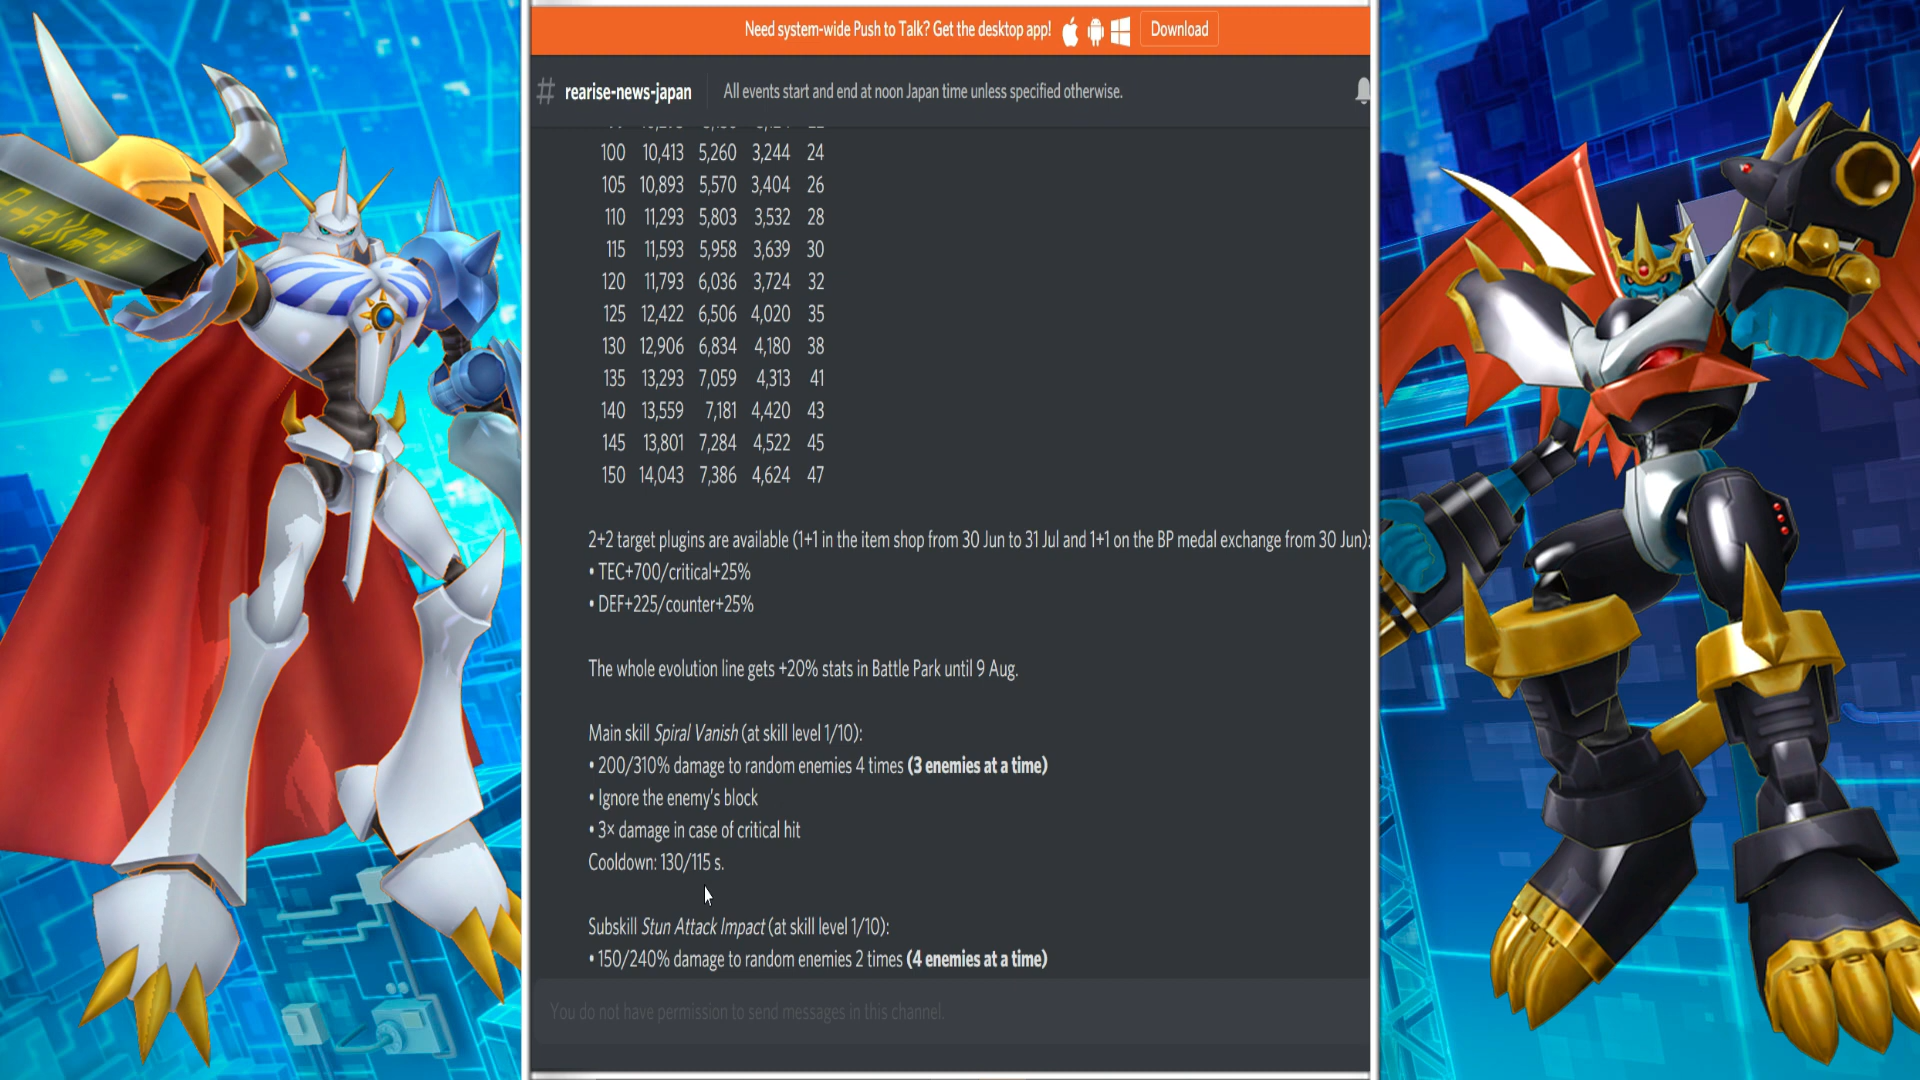 Need system-wide Push to Talk? Get the desktop app! Download
# rearise-news-japan All events start and end at noon Japan time unless specified otherwise.
100 10,413 5,260 3,244 24
105 10,893 5,570 3,404 26
110 11,293 5,803 3,532 28
115 11,593 5,958 3,639 30
120 11,793 6,036 3,724 32
125 12,422 6,506 4,020 35
130 12,906 6,834 4,180 38
135 13,293 7,059 4,313 41
140 13,559 7,181 4,420 43
145 13,801 7,284 4,522 45
150 14,043 7,386 4,624 47
2+2 target plugins are available (1+1 in the item shop from 30 Jun to 31 Jul and 1+1 on the BP medal exchange from 30 Jun):
• TEC+700/critical+25%
• DEF+225/counter+25%
The whole evolution line gets +20% stats in Battle Park until 9 Aug.
Main skill Spiral Vanish (at skill level 1/10):
• 200/310% damage to random enemies 4 times (3 enemies at a time)
• Ignore the enemy's block
• 3× damage in case of critical hit
Cooldown: 130/115 s.
Subskill Stun Attack Impact (at skill level 1/10):
• 150/240% damage to random enemies 2 times (4 enemies at a time)
You do not have permission to send messages in this channel.